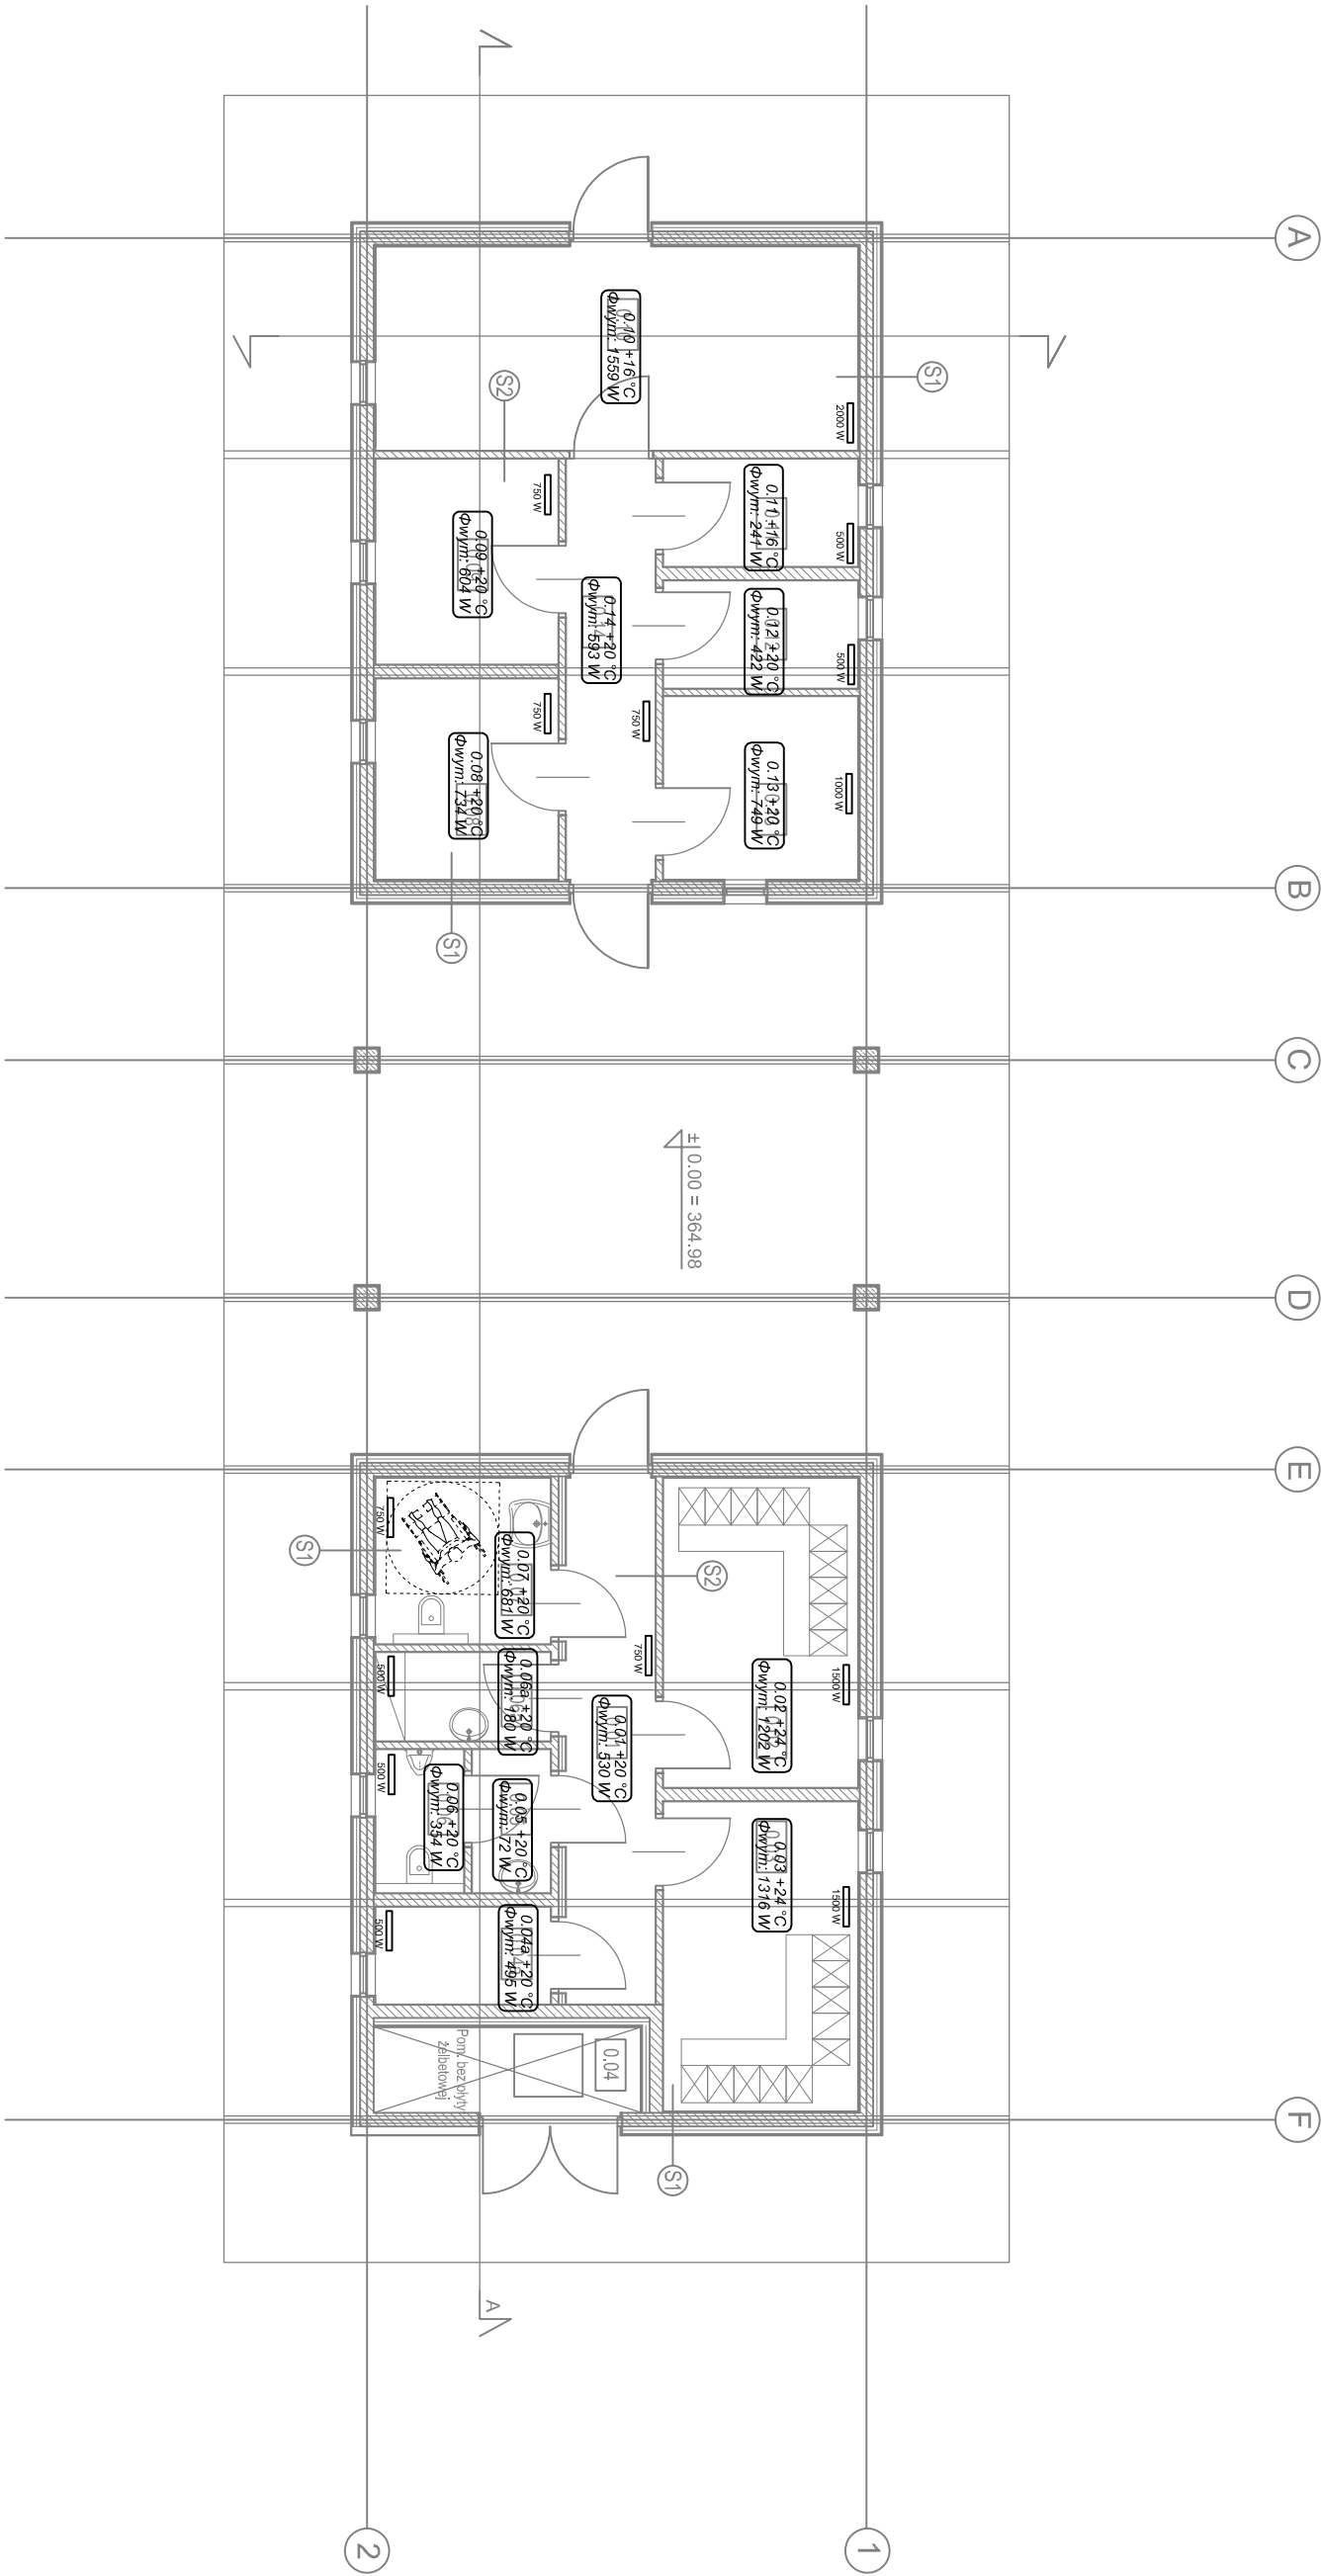 A
B
C
D
E
F
1
2
S1
S2
0.10 +16 °C
Φwym: 1559 W
2000 W
0.11 +16 °C
Φwym: 241 W
500 W
0.12 +20 °C
Φwym: 422 W
500 W
0.13 +20 °C
Φwym: 749 W
1000 W
0.14 +20 °C
Φwym: 593 W
750 W
0.09 +20 °C
Φwym: 604 W
750 W
0.08 +20 °C
Φwym: 734 W
750 W
S1
± 0.00 = 364.98
S1
S2
0.02 +24 °C
Φwym: 1202 W
1500 W
0.03 +24 °C
Φwym: 1316 W
1500 W
0.01 +20 °C
Φwym: 530 W
750 W
0.07 +20 °C
Φwym: 681 W
750 W
0.06a +20 °C
Φwym: 180 W
500 W
0.06 +20 °C
Φwym: 354 W
500 W
0.05 +20 °C
Φwym: 72 W
0.04a +20 °C
Φwym: 495 W
500 W
0.04
Pom. bez płyty
żelbetowej
S1
A